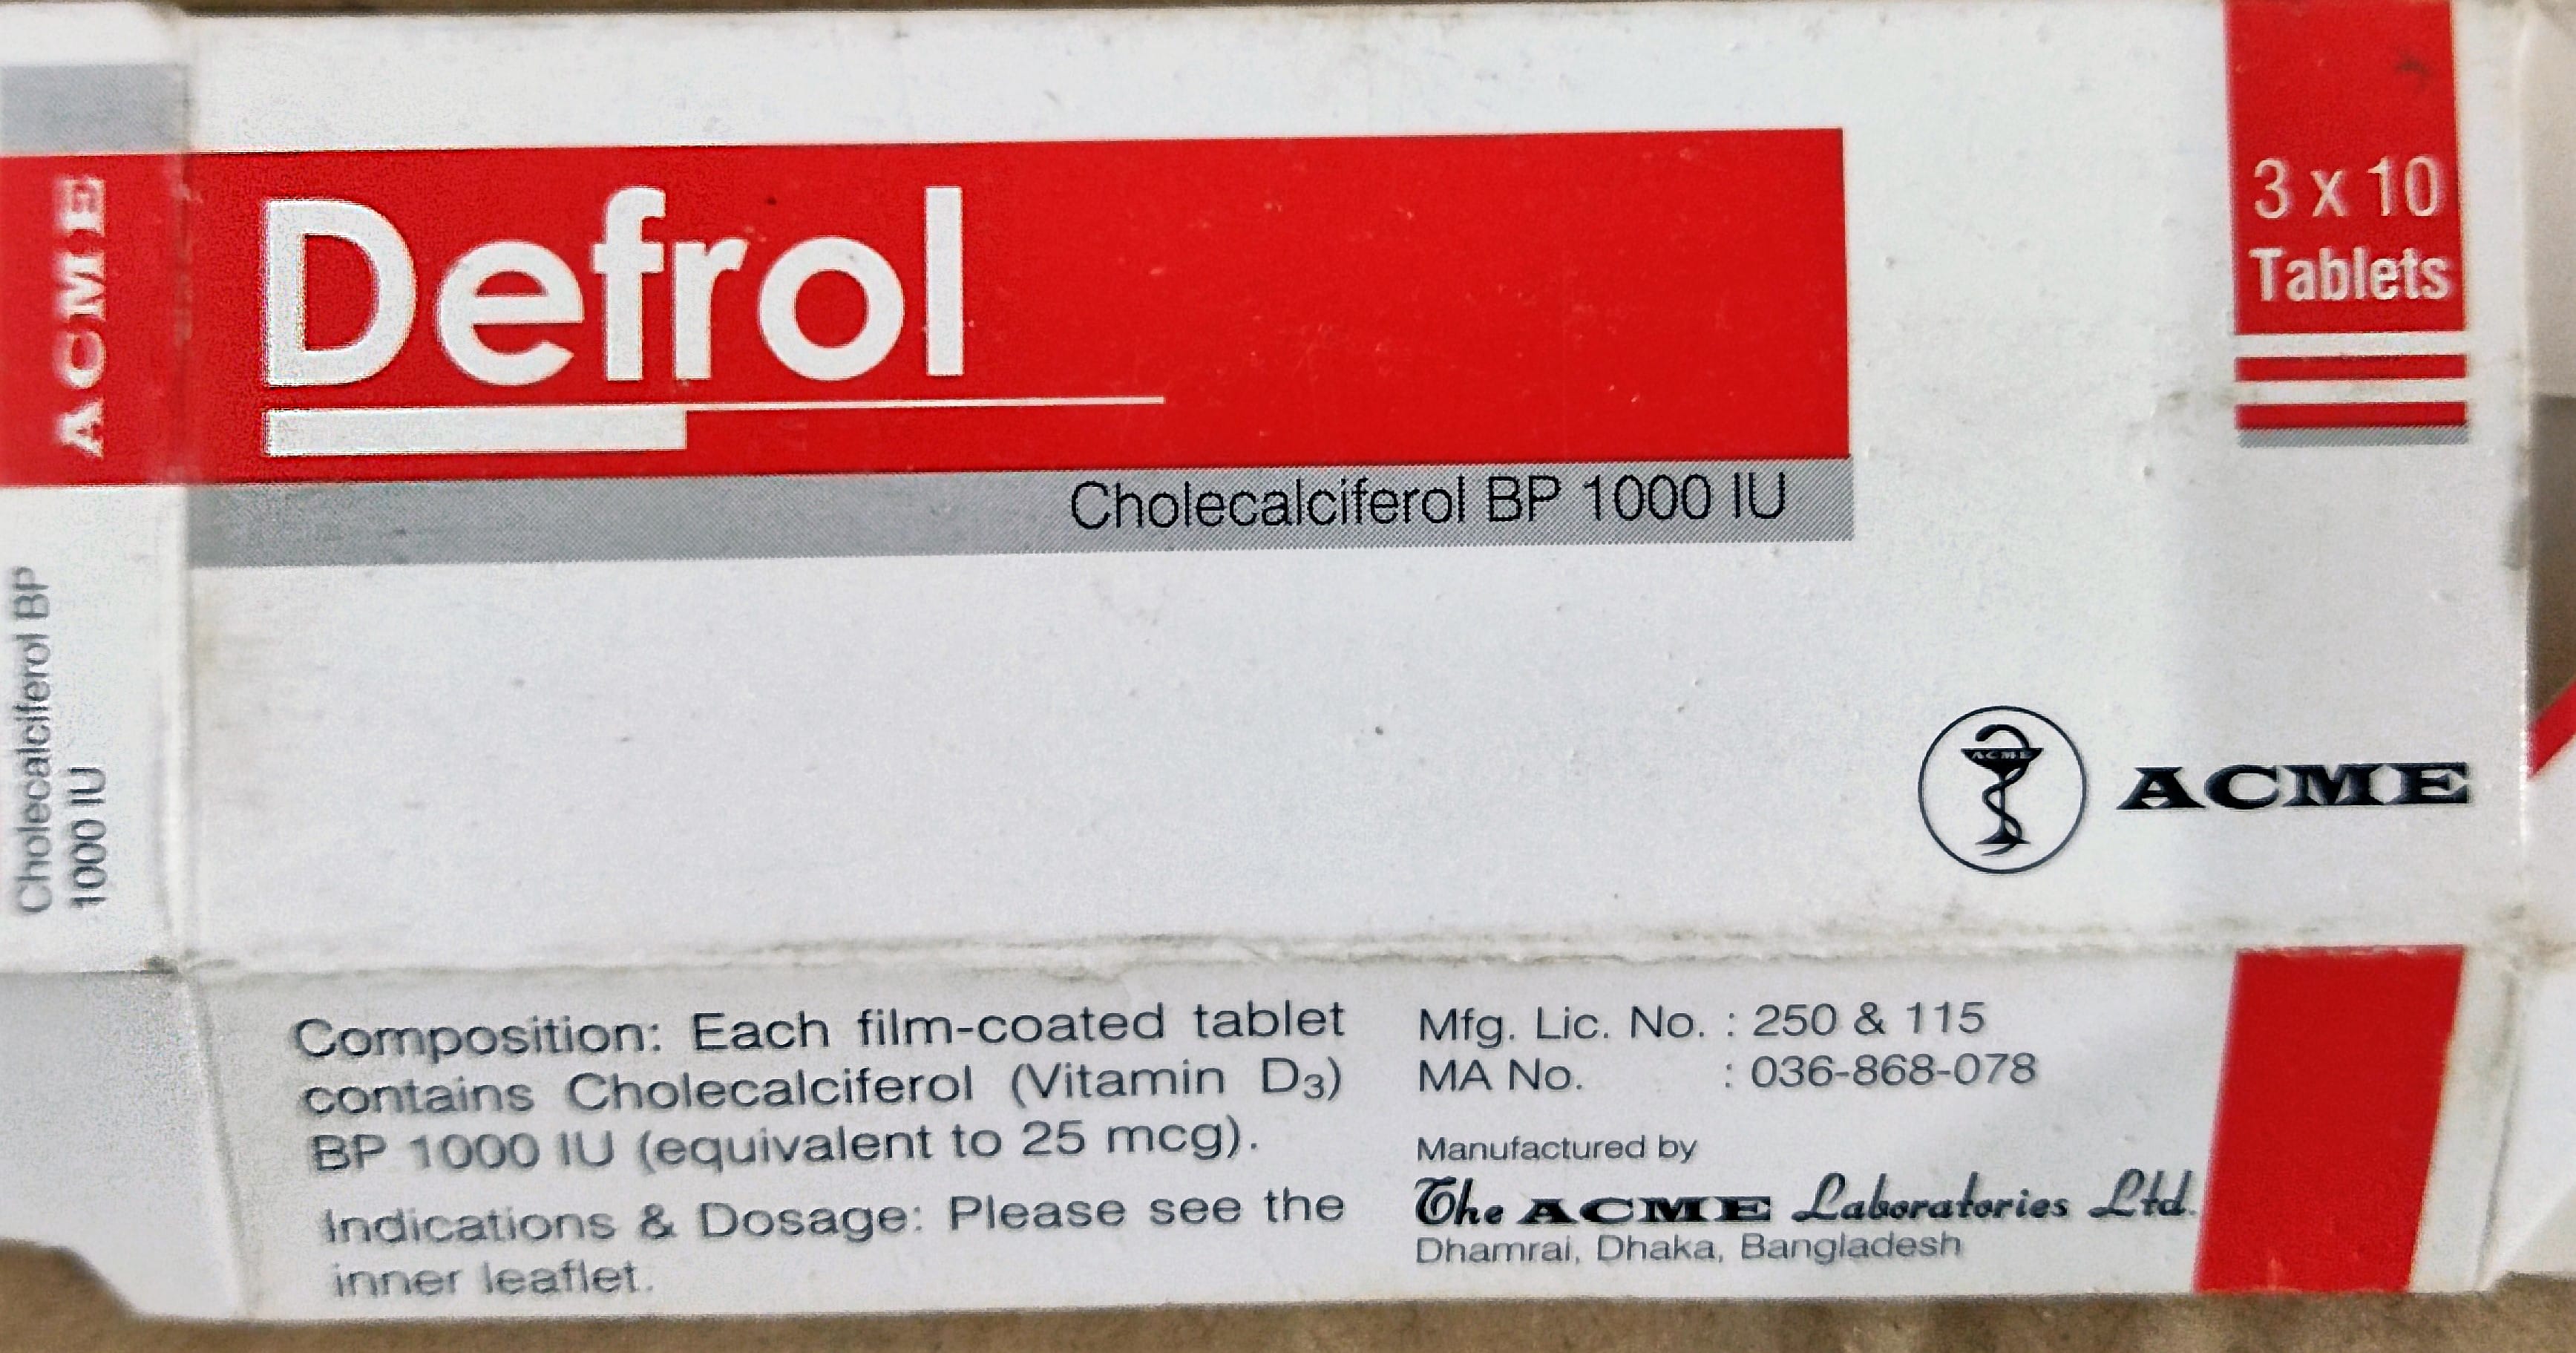 ACME
Cholecalciferol BP
1000 IU
Defrol
Cholecalciferol BP 1000 IU
3 x 10
Tablets
ACME
ACME
Composition: Each film-coated tablet
contains Cholecalciferol (Vitamin D3)
BP 1000 IU (equivalent to 25 mcg).
Indications & Dosage: Please see the
inner leaflet.
Mfg. Lic. No. : 250 & 115
MA No. : 036-868-078
Manufactured by
The ACME Laboratories Ltd.
Dhamrai, Dhaka, Bangladesh